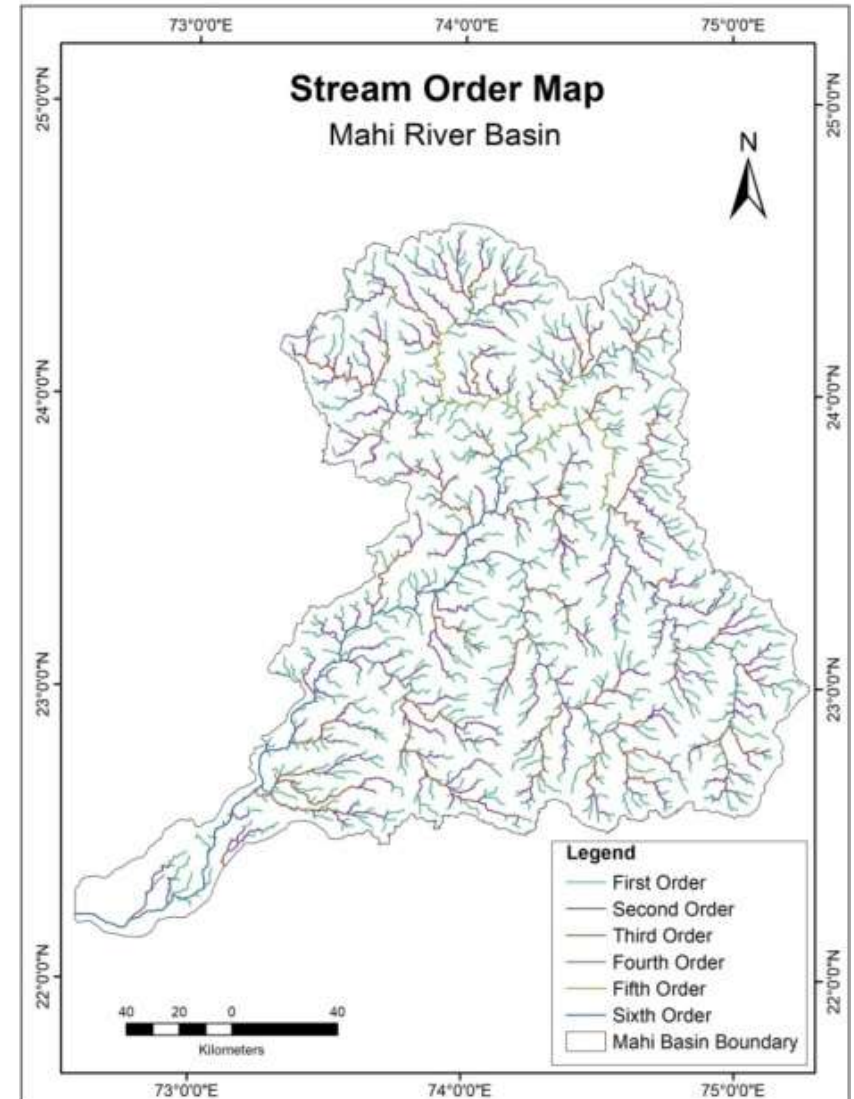 73°0'0"E 74°0'0"E 75°0'0"E
Stream Order Map
Mahi River Basin
N
25°0'0"N 25°0'0"N
24°0'0"N 24°0'0"N
23°0'0"N 23°0'0"N
22°0'0"N 22°0'0"N
Legend
First Order
Second Order
Third Order
Fourth Order
Fifth Order
Sixth Order
Mahi Basin Boundary
40 20 0 40
Kilometers
73°0'0"E 74°0'0"E 75°0'0"E